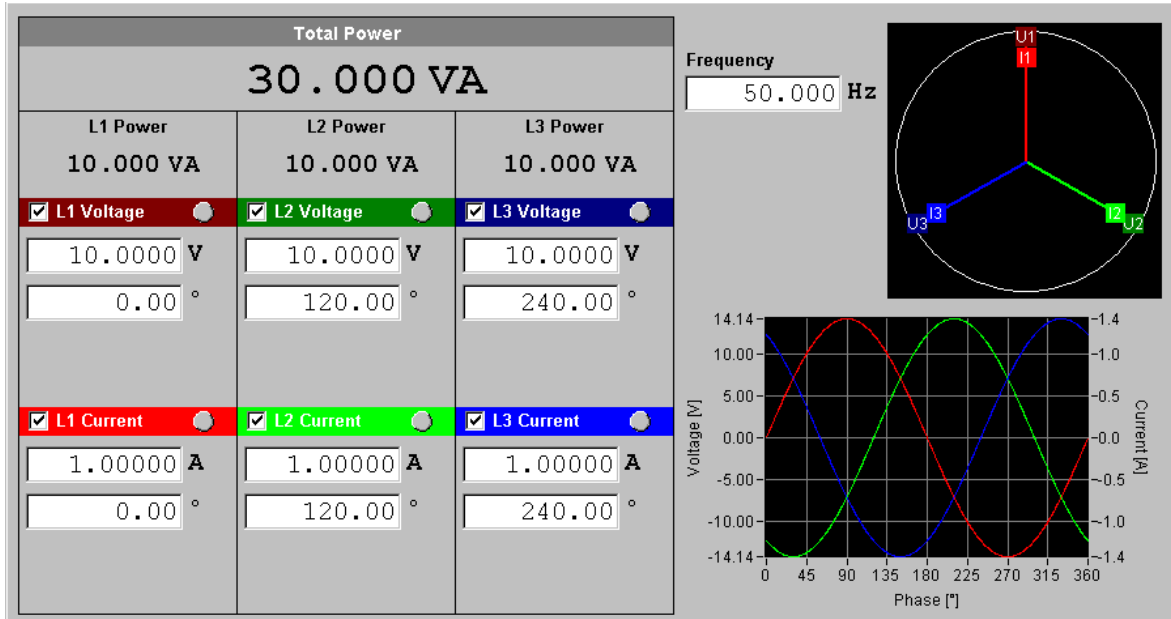 Total Power
30.000 VA
L1 Power L2 Power L3 Power
10.000 VA 10.000 VA 10.000 VA
L1 Voltage L2 Voltage L3 Voltage
10.0000 V 10.0000 V 10.0000 V
0.00 ° 120.00 ° 240.00 °
L1 Current L2 Current L3 Current
1.00000 A 1.00000 A 1.00000 A
0.00 ° 120.00 ° 240.00 °
Frequency
50.000 Hz
U1
I1
I3 I2
U3 U2
14.14 1.4
10.00 1.0
5.00 0.5
0.00 0.0
-5.00 -0.5
-10.00 -1.0
-14.14 -1.4
Voltage [V]
Current [A]
0 45 90 135 180 225 270 315 360
Phase [°]